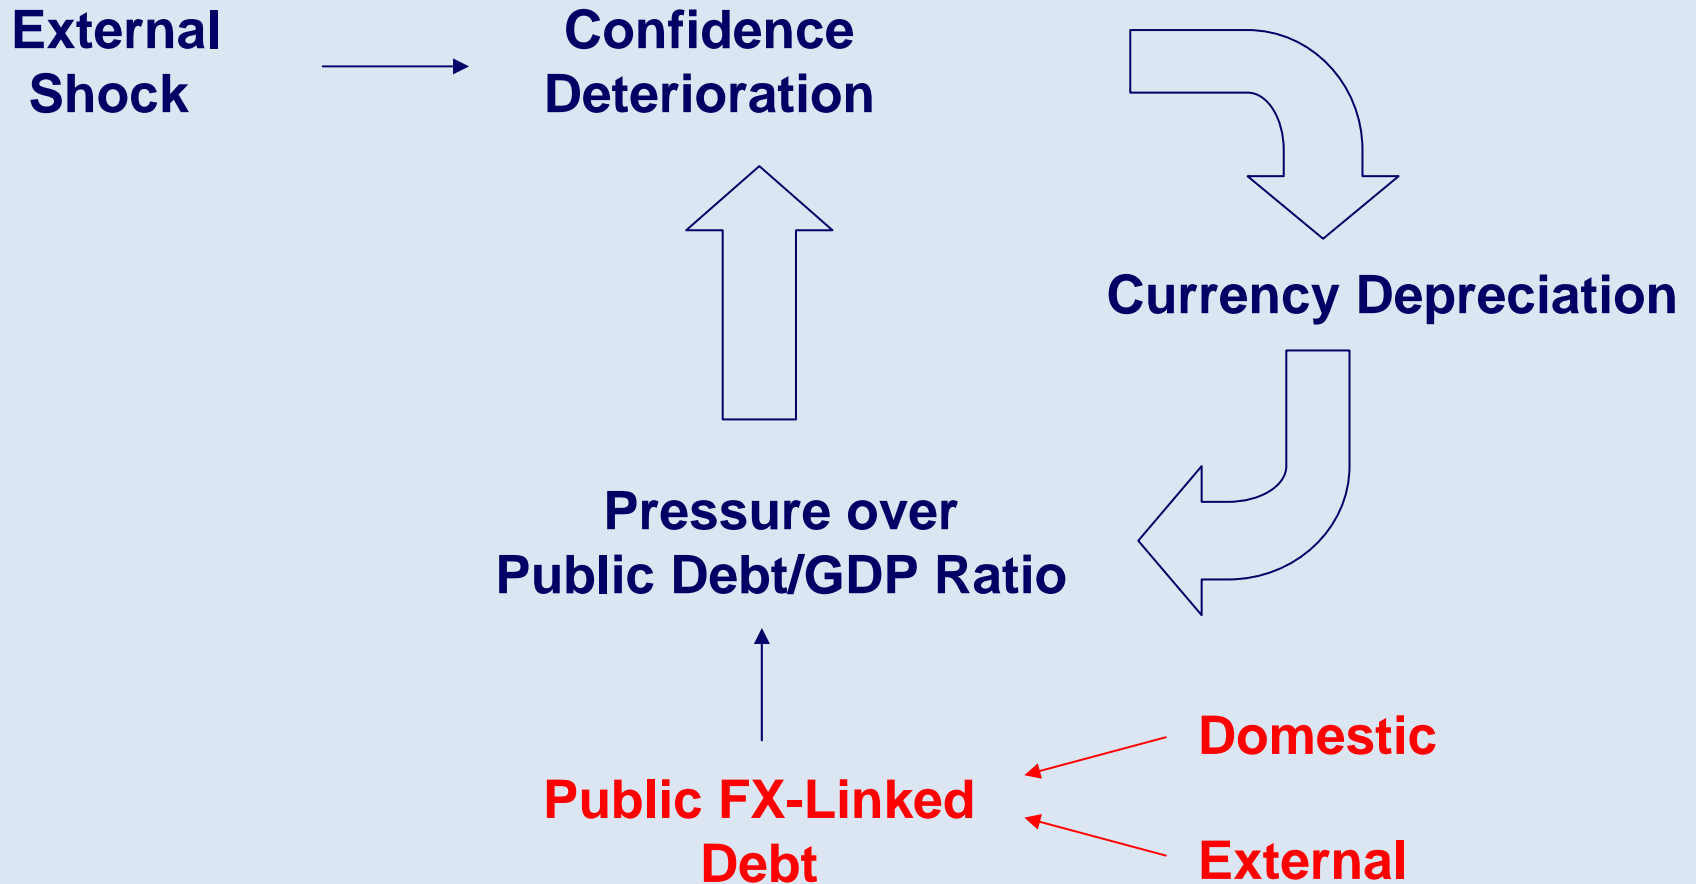 External
Shock
Confidence
Deterioration
Currency Depreciation
Pressure over
Public Debt/GDP Ratio
Public FX-Linked
Debt
Domestic
External